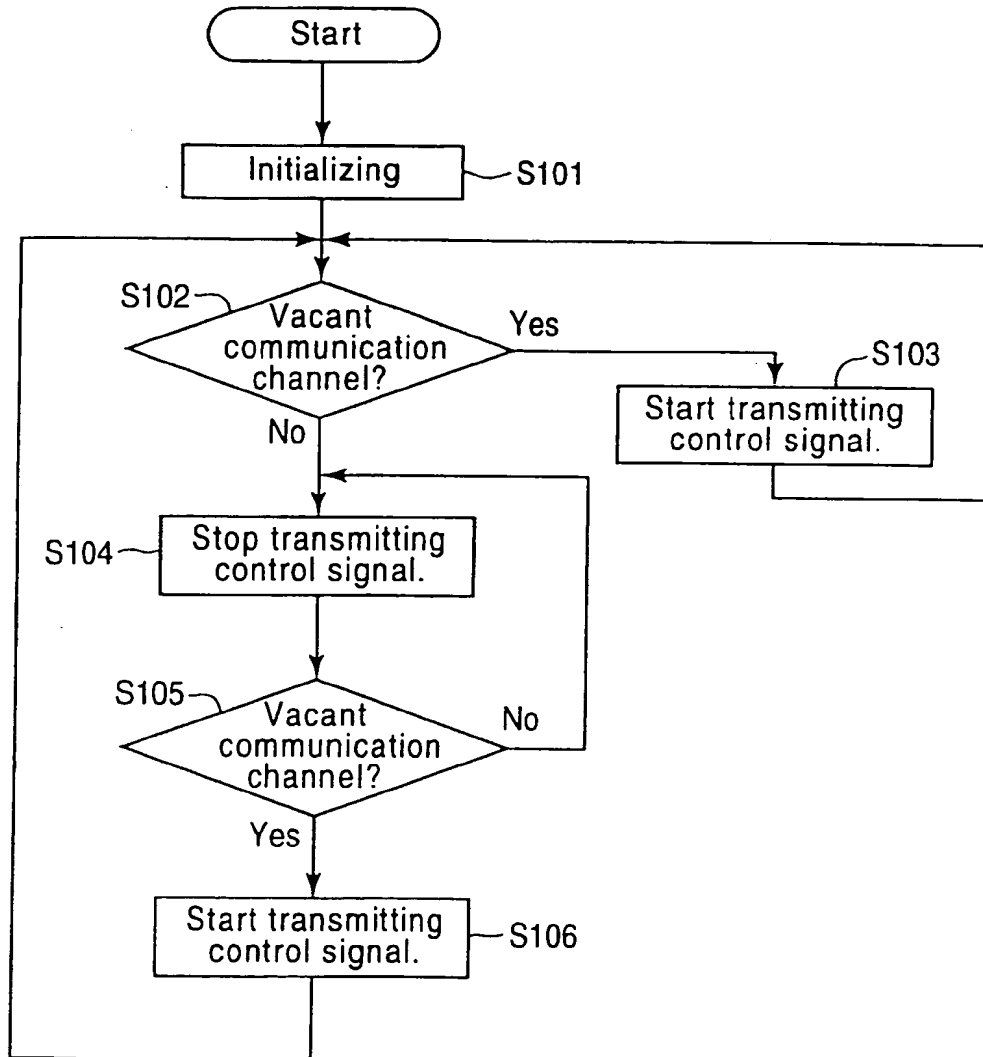 Start
Initializing
S101
S102
Vacant
communication
channel?
Yes
S103
Start transmitting
control signal.
No
S104
Stop transmitting
control signal.
S105
Vacant
communication
channel?
No
Yes
Start transmitting
control signal.
S106